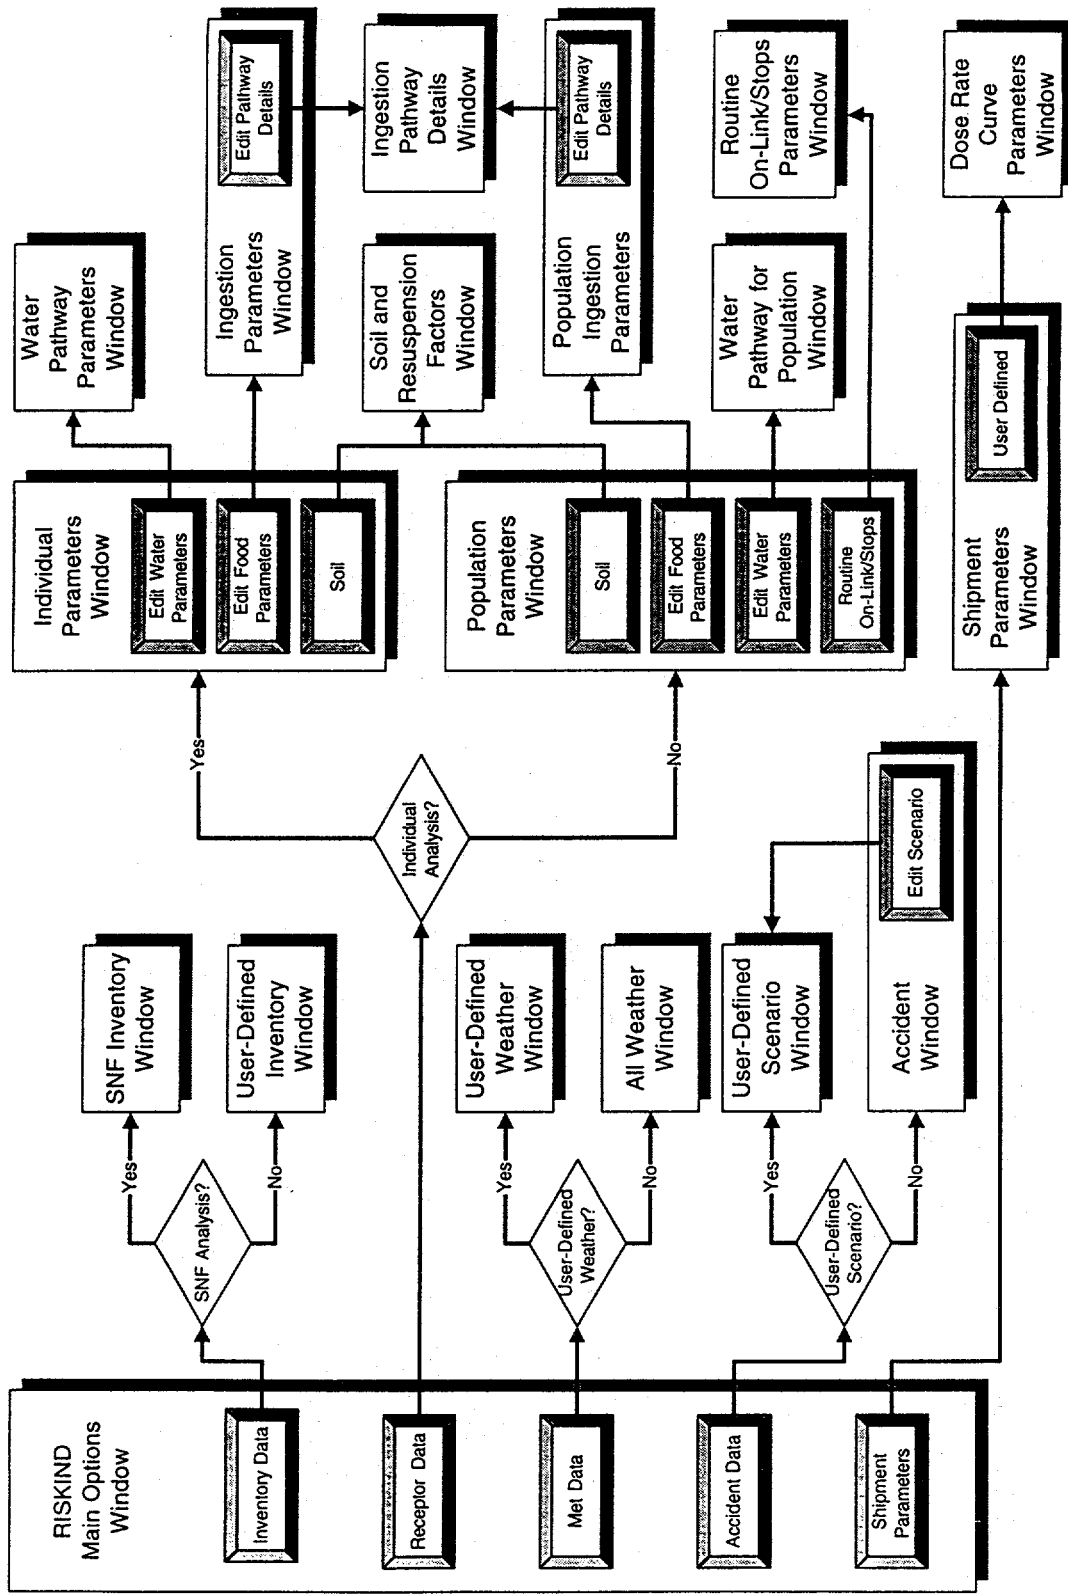 RISKIND
Main Options
Window
Inventory Data
Receptor Data
Met Data
Accident Data
Shipment
Parameters
SNF Analysis?
Yes
No
SNF Inventory
Window
User-Defined
Inventory
Window
Individual
Analysis?
Yes
No
User-Defined
Weather?
Yes
No
User-Defined
Weather
Window
All Weather
Window
User-Defined
Scenario?
Yes
No
User-Defined
Scenario
Window
Accident
Window
Edit Scenario
Individual
Parameters
Window
Edit Water
Parameters
Edit Food
Parameters
Soil
Population
Parameters
Window
Soil
Edit Food
Parameters
Edit Water
Parameters
Routine
On-Link/Stops
Shipment
Parameters
Window
User Defined
Water
Pathway
Parameters
Window
Ingestion
Parameters
Window
Edit Pathway
Details
Soil and
Resuspension
Factors
Window
Ingestion
Pathway
Details
Window
Population
Ingestion
Parameters
Edit Pathway
Details
Water
Pathway for
Population
Window
Routine
On-Link/Stops
Parameters
Window
Dose Rate
Curve
Parameters
Window